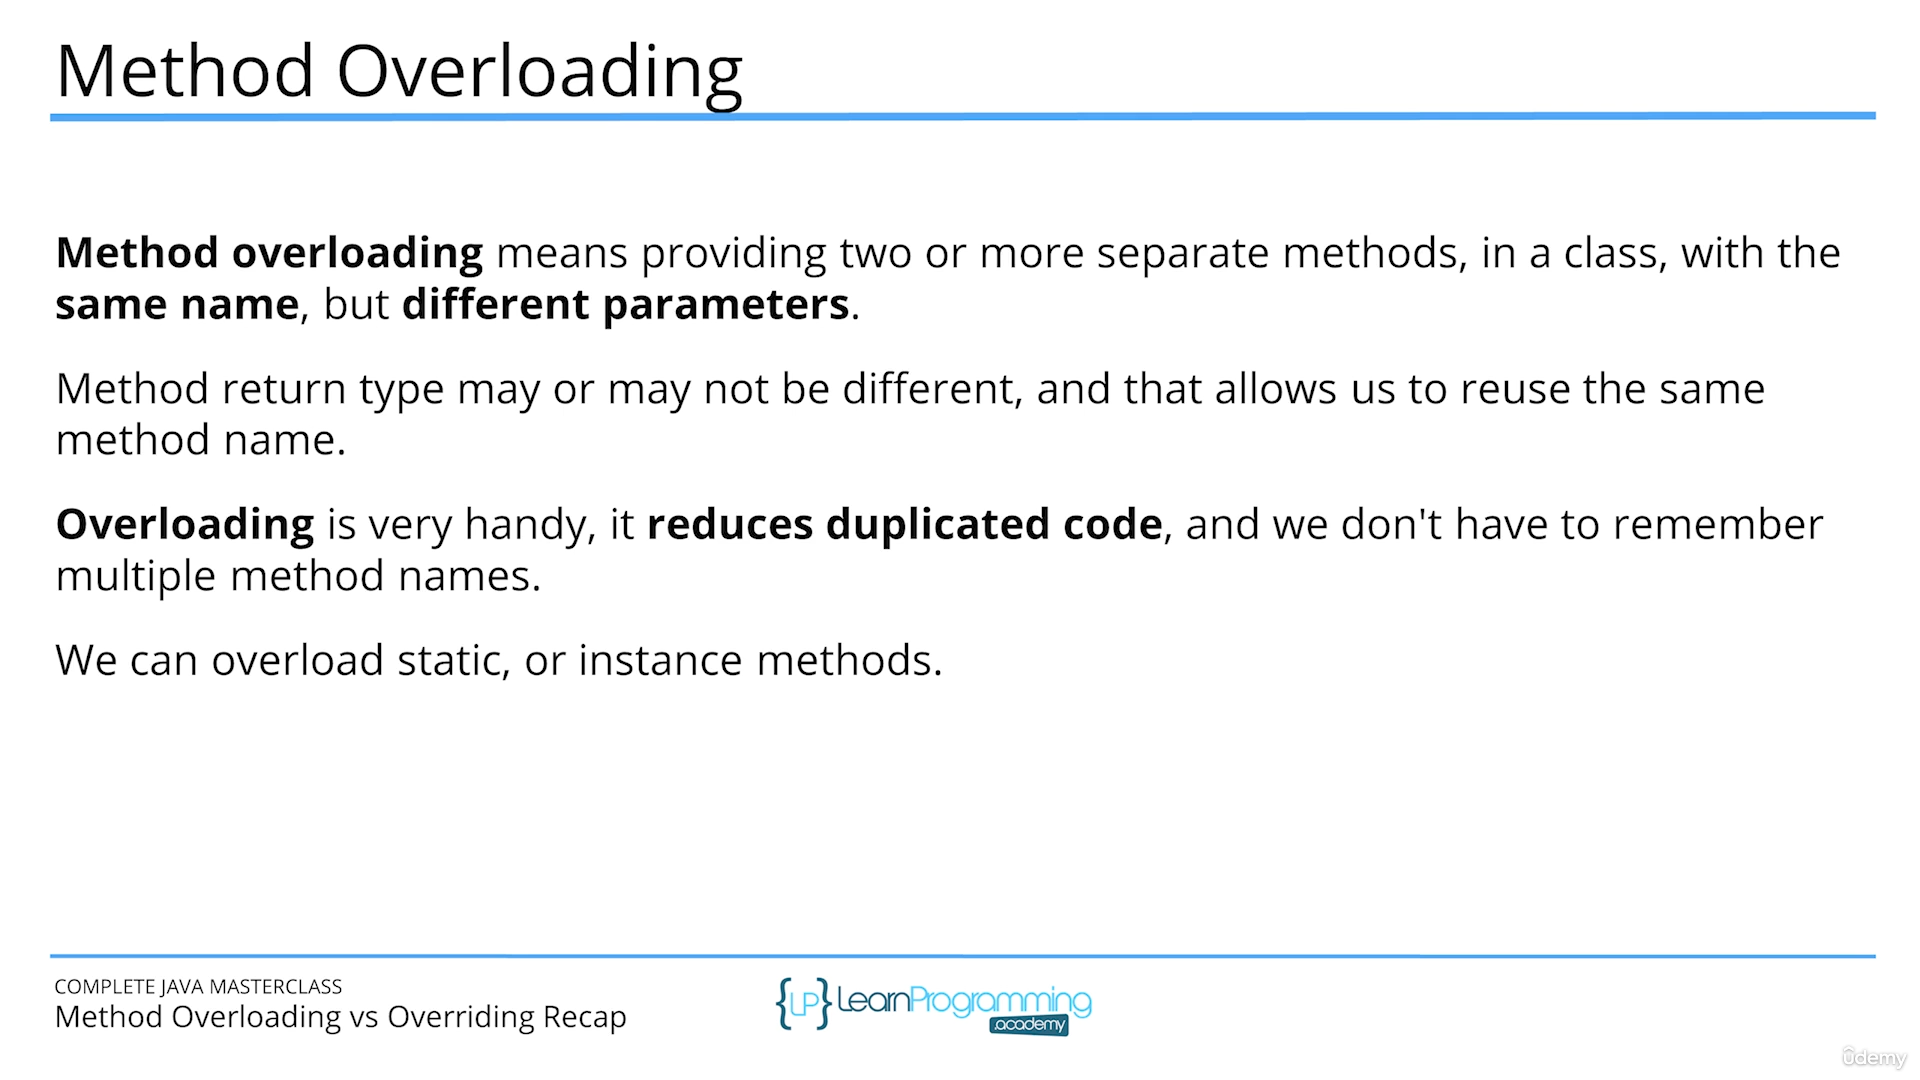 Method Overloading
Method overloading means providing two or more separate methods, in a class, with the
same name, but different parameters.
Method return type may or may not be different, and that allows us to reuse the same
method name.
Overloading is very handy, it reduces duplicated code, and we don't have to remember
multiple method names.
We can overload static, or instance methods.
COMPLETE JAVA MASTERCLASS
Method Overloading vs Overriding Recap
{LP} LearnProgramming
.academy
ûdemy